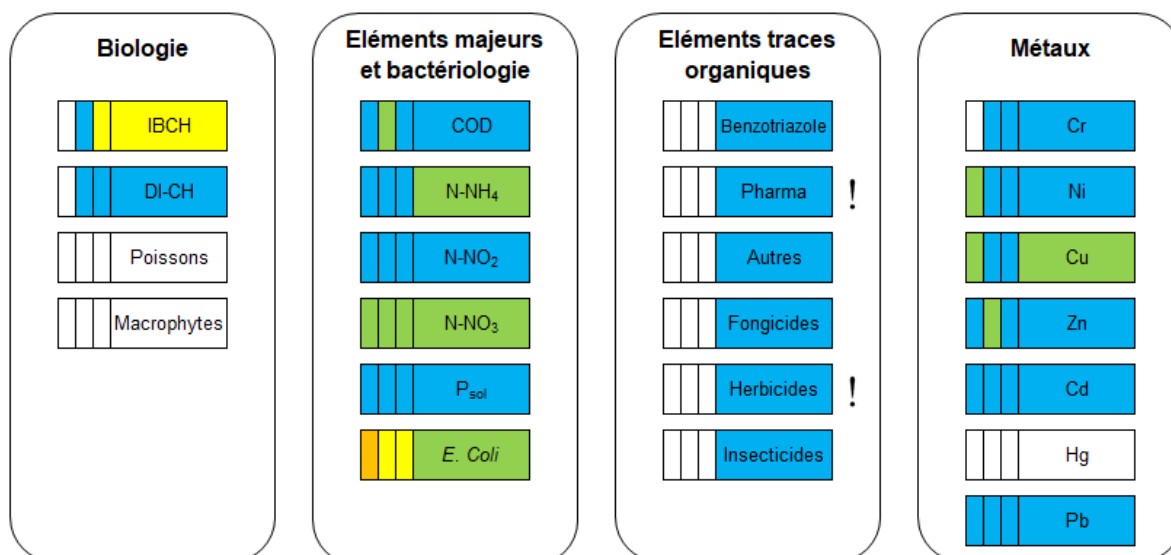 Biologie
IBCH
DI-CH
Poissons
Macrophytes
Eléments majeurs
et bactériologie
COD
N-NH₄
N-NO₂
N-NO₃
Psol
E. Coli
Eléments traces
organiques
Benzotriazole
Pharma !
Autres
Fongicides
Herbicides !
Insecticides
Métaux
Cr
Ni
Cu
Zn
Cd
Hg
Pb